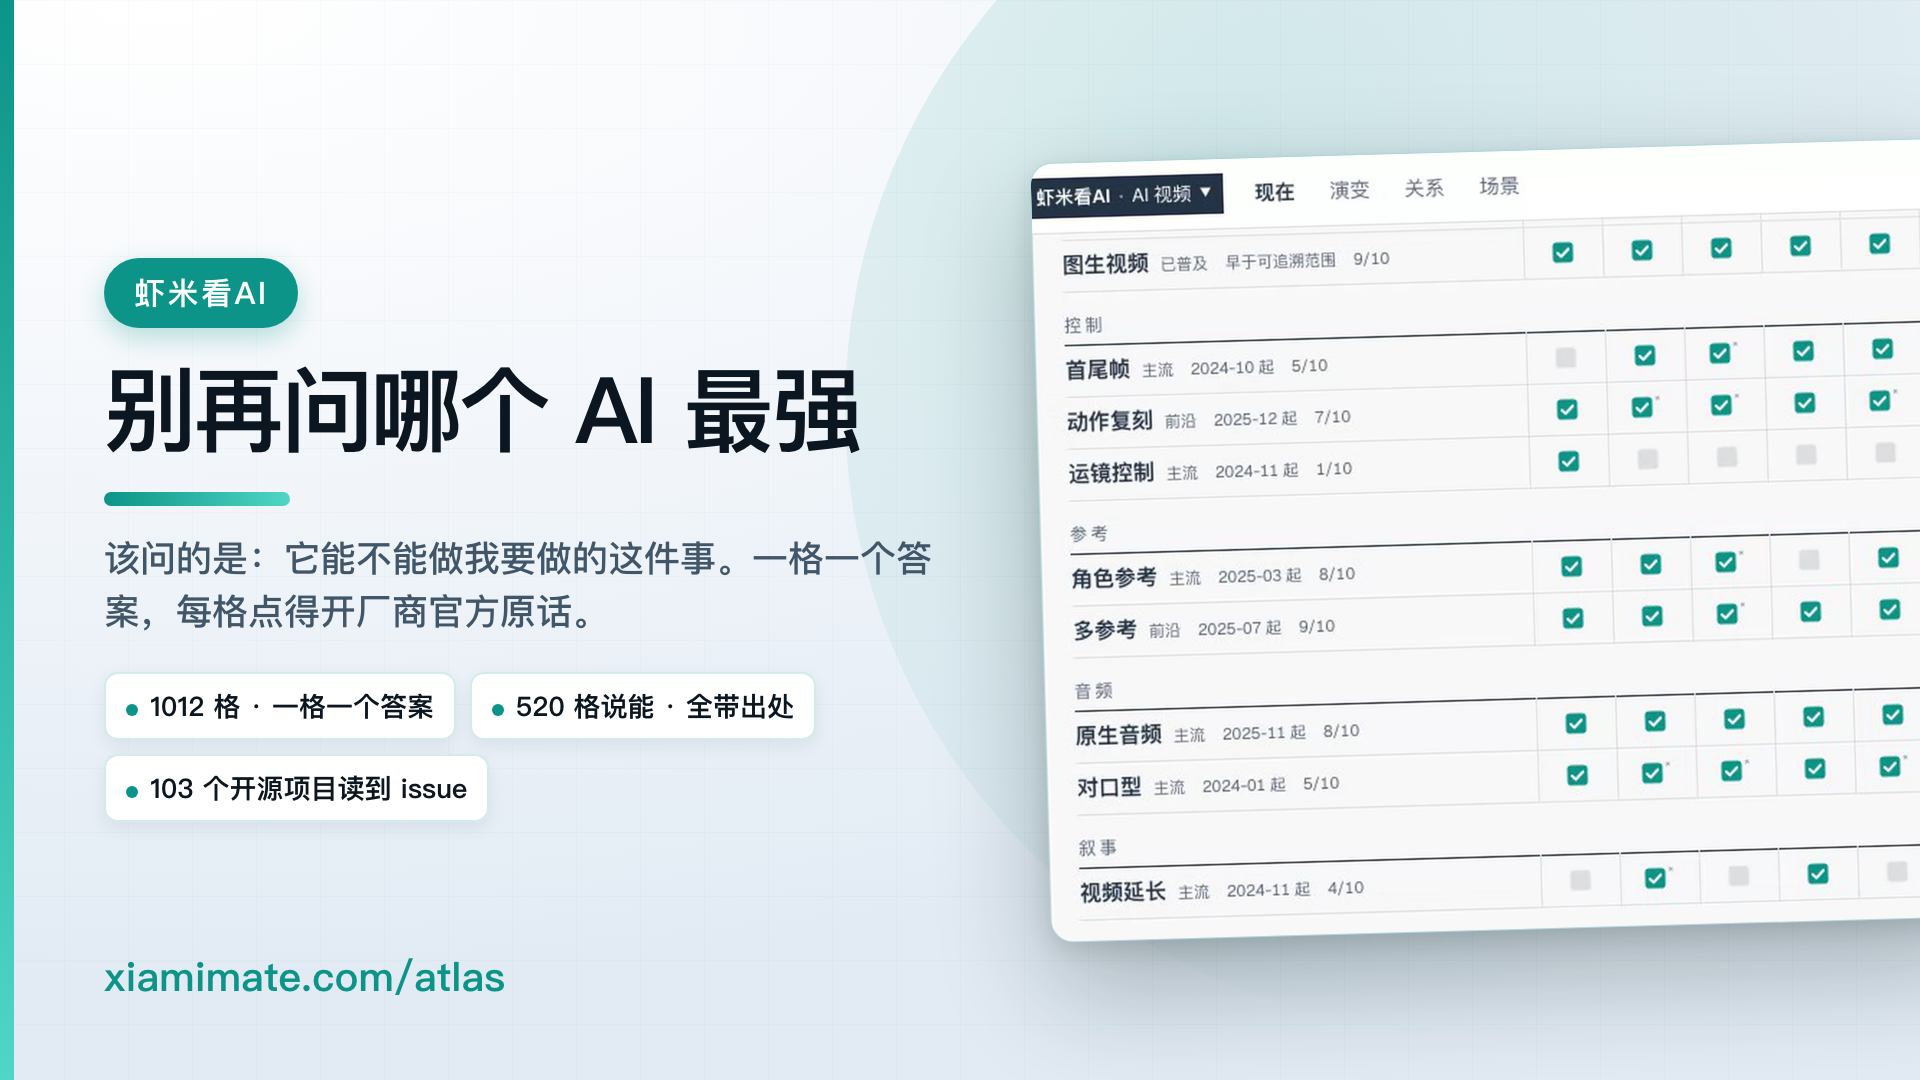 虾米看AI
别再问哪个 AI 最强
该问的是：它能不能做我要做的这件事。一格一个答
案，每格点得开厂商官方原话。
1012 格 · 一格一个答案
520 格说能 · 全带出处
103 个开源项目读到 issue
xiamimate.com/atlas
虾米看AI · AI 视频 ▼ 现在 演变 关系 场景
图生视频 已普及 早于可追溯范围 9/10
控制
首尾帧 主流 2024-10 起 5/10
动作复刻 前沿 2025-12 起 7/10
运镜控制 主流 2024-11 起 1/10
参考
角色参考 主流 2025-03 起 8/10
多参考 前沿 2025-07 起 9/10
音频
原生音频 主流 2025-11 起 8/10
对口型 主流 2024-01 起 5/10
叙事
视频延长 主流 2024-11 起 4/10